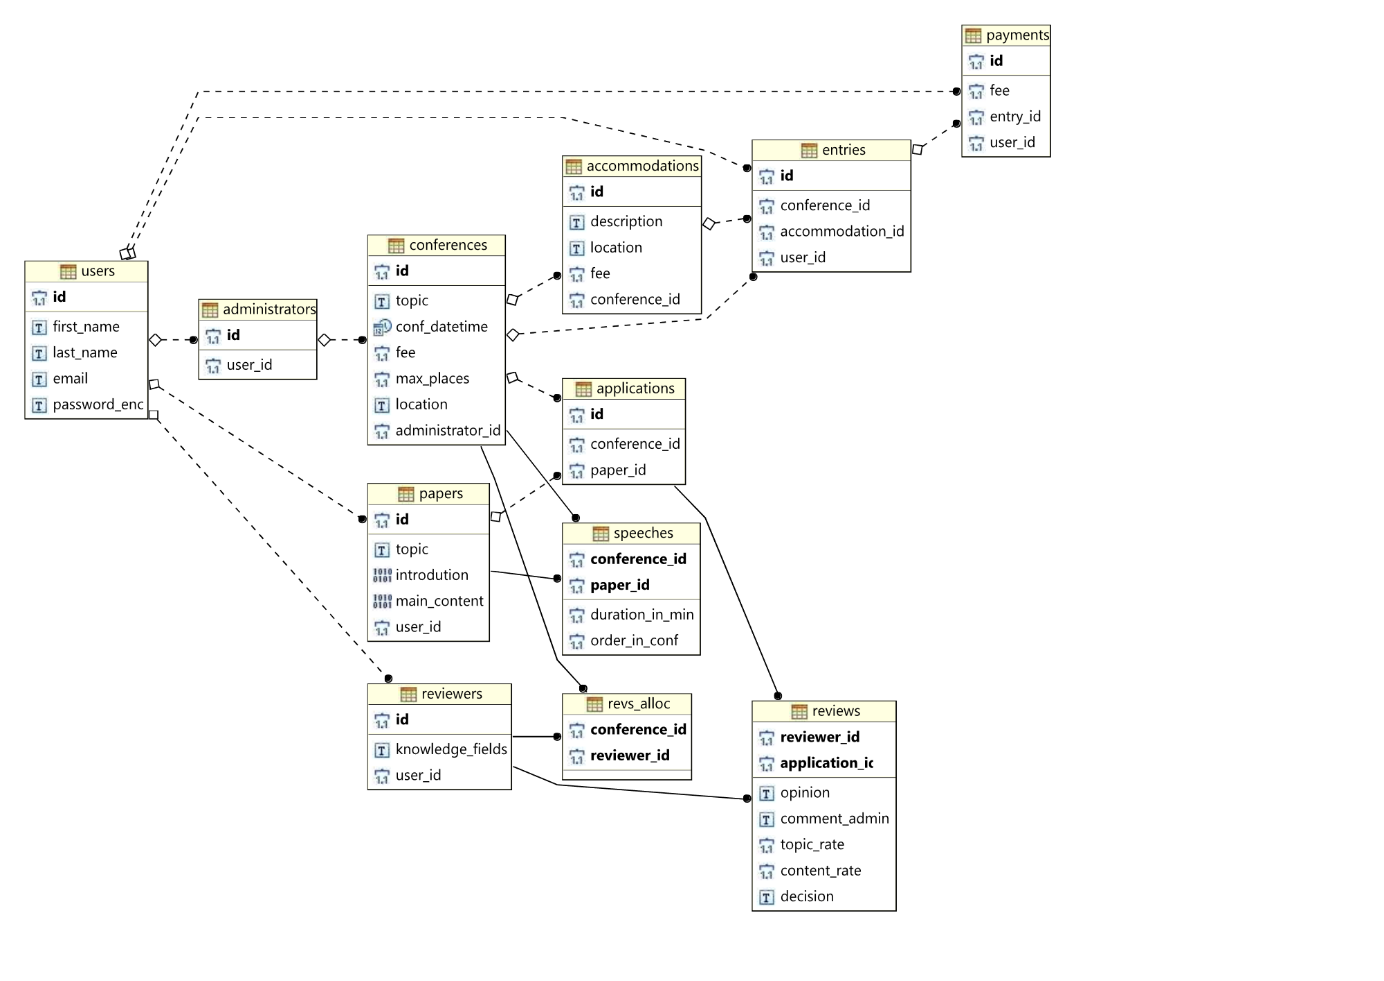 payments
id
fee
entry_id
user_id
entries
id
conference_id
accommodation_id
user_id
accommodations
id
description
location
fee
conference_id
conferences
id
topic
conf_datetime
fee
max_places
location
administrator_id
users
id
first_name
last_name
email
password_enc
administrators
id
user_id
applications
id
conference_id
paper_id
papers
id
topic
introdution
main_content
user_id
speeches
conference_id
paper_id
duration_in_min
order_in_conf
reviewers
id
knowledge_fields
user_id
revs_alloc
conference_id
reviewer_id
reviews
reviewer_id
application_ic
opinion
comment_admin
topic_rate
content_rate
decision